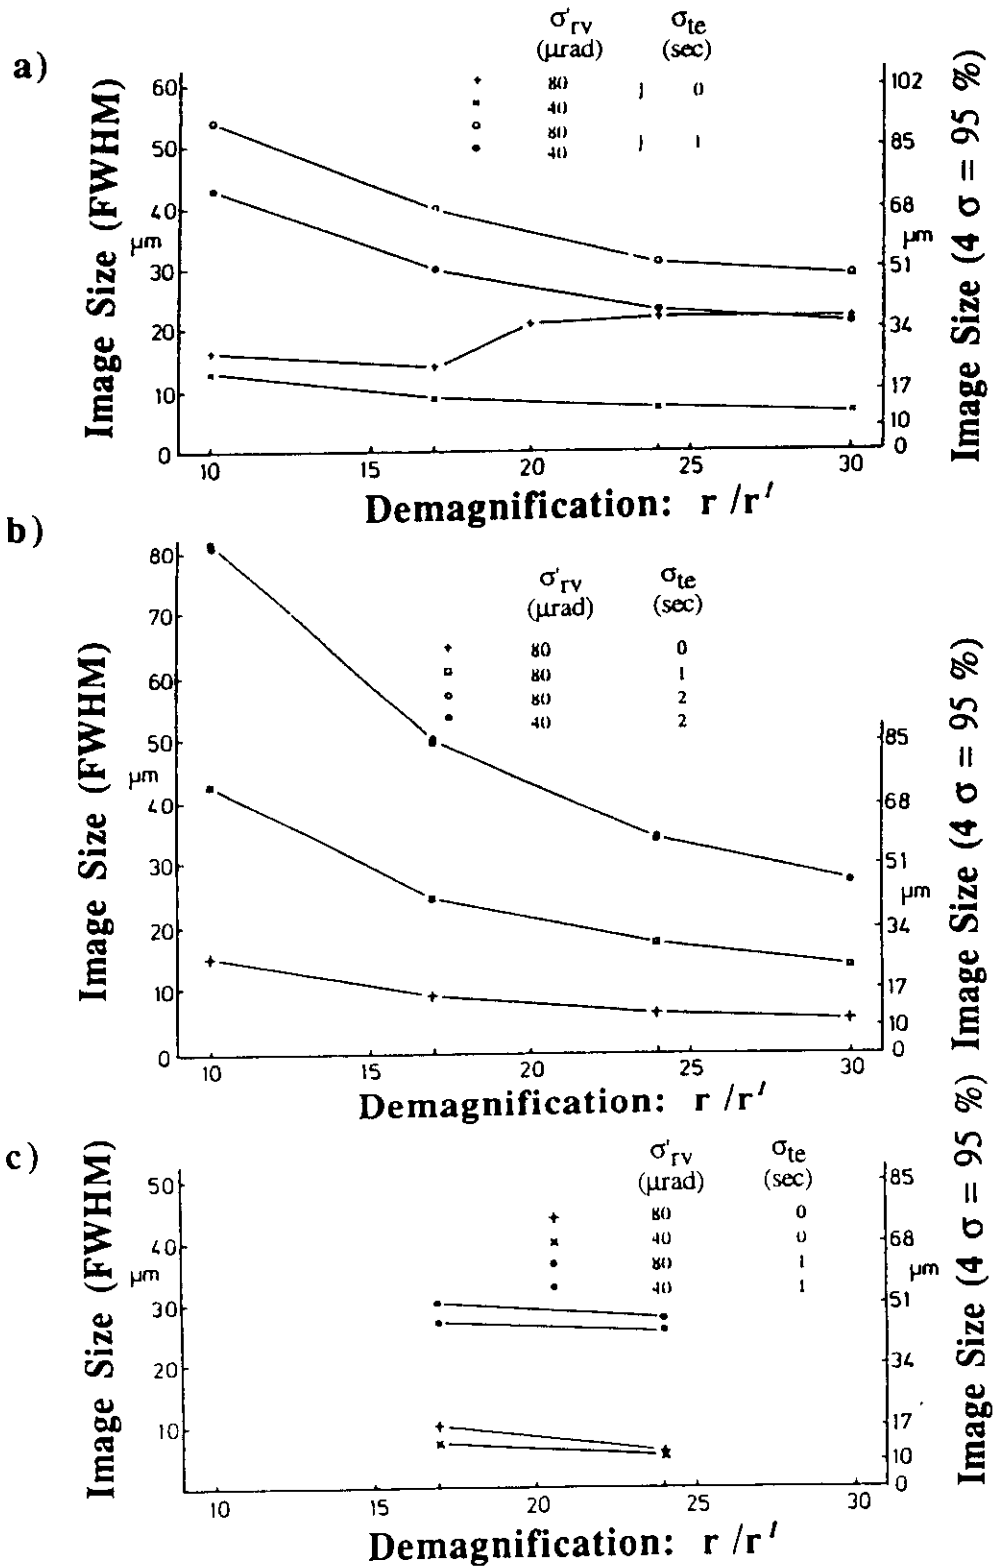 a)
σ'rv σte
(μrad) (sec)
+ 80 } 0
× 40
○ 80 } 1
● 40
Image Size (FWHM)
μm
60
50
40
30
20
10
0
102
85
68
μm
51
34
17
10
0
Image Size (4 σ = 95 %)
10 15 20 25 30
Demagnification: r /r'
b)
σ'rv σte
(μrad) (sec)
+ 80 0
□ 80 1
○ 80 2
● 40 2
Image Size (FWHM)
μm
80
70
60
50
40
30
20
10
0
85
68
51
μm
34
17
10
0
Image Size (4 σ = 95 %)
10 15 20 25 30
Demagnification: r /r'
c)
σ'rv σte
(μrad) (sec)
+ 80 0
× 40 0
● 80 1
● 40 1
Image Size (FWHM)
μm
50
40
30
20
10
85
68
μm
51
34
17
10
0
Image Size (4 σ = 95 %)
10 15 20 25 30
Demagnification: r /r'